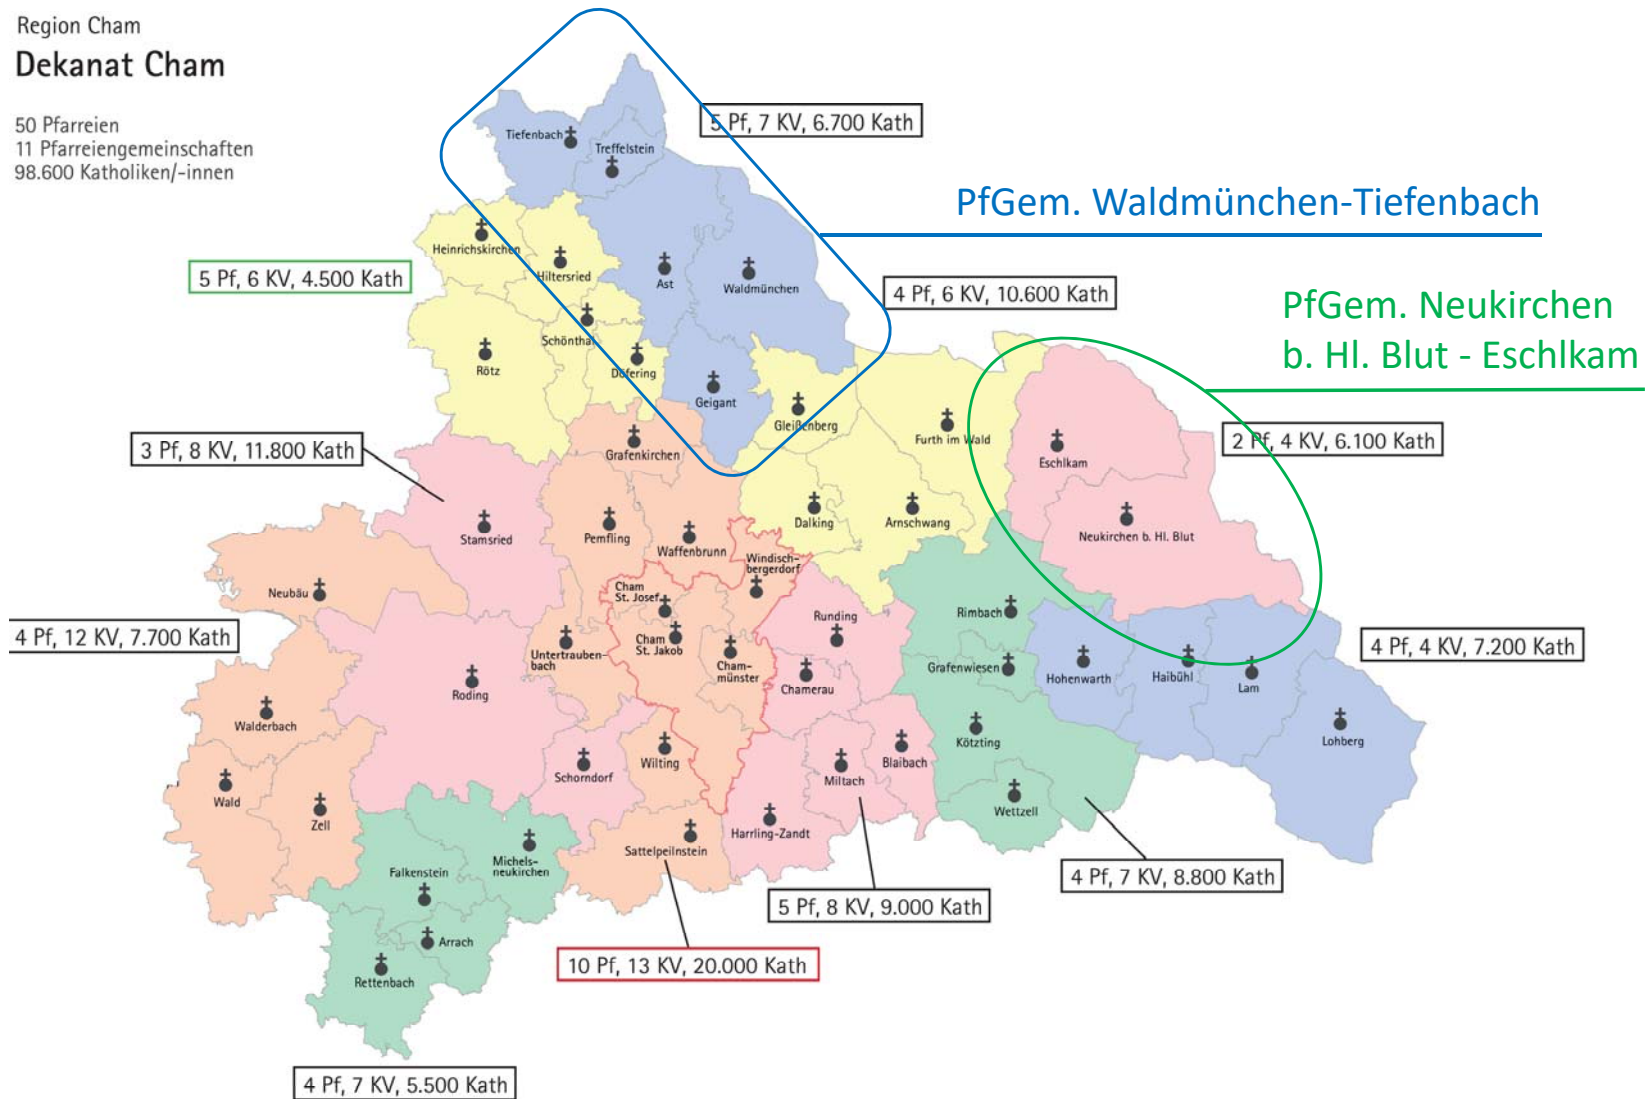 Region Cham
Dekanat Cham
50 Pfarreien
11 Pfarreiengemeinschaften
98.600 Katholiken/-innen
5 Pf, 7 KV, 6.700 Kath
Tiefenbach
Treffelstein
PfGem. Waldmünchen-Tiefenbach
Heinrichskirchen
Hiltersried
5 Pf, 6 KV, 4.500 Kath
Ast
Waldmünchen
4 Pf, 6 KV, 10.600 Kath
PfGem. Neukirchen
b. Hl. Blut - Eschlkam
Schönthal
Rötz
Döfering
Geigant
Gleißenberg
Furth im Wald
3 Pf, 8 KV, 11.800 Kath
Grafenkirchen
2 Pf, 4 KV, 6.100 Kath
Eschlkam
Stamsried
Pemfling
Waffenbrunn
Dalking
Arnschwang
Neukirchen b. Hl. Blut
Windisch-
bergerdorf
Neubäu
Cham
St. Josef
Rimbach
Runding
4 Pf, 12 KV, 7.700 Kath
Untertrauben-
bach
Cham
St. Jakob
Cham-
münster
4 Pf, 4 KV, 7.200 Kath
Grafenwiesen
Hohenwarth
Haibühl
Lam
Roding
Chamerau
Walderbach
Kötzting
Lohberg
Wilting
Blaibach
Schorndorf
Miltach
Wald
Zell
Wettzell
Harrling-Zandt
Sattelpeilnstein
Michels-
neukirchen
Falkenstein
4 Pf, 7 KV, 8.800 Kath
5 Pf, 8 KV, 9.000 Kath
Arrach
10 Pf, 13 KV, 20.000 Kath
Rettenbach
4 Pf, 7 KV, 5.500 Kath